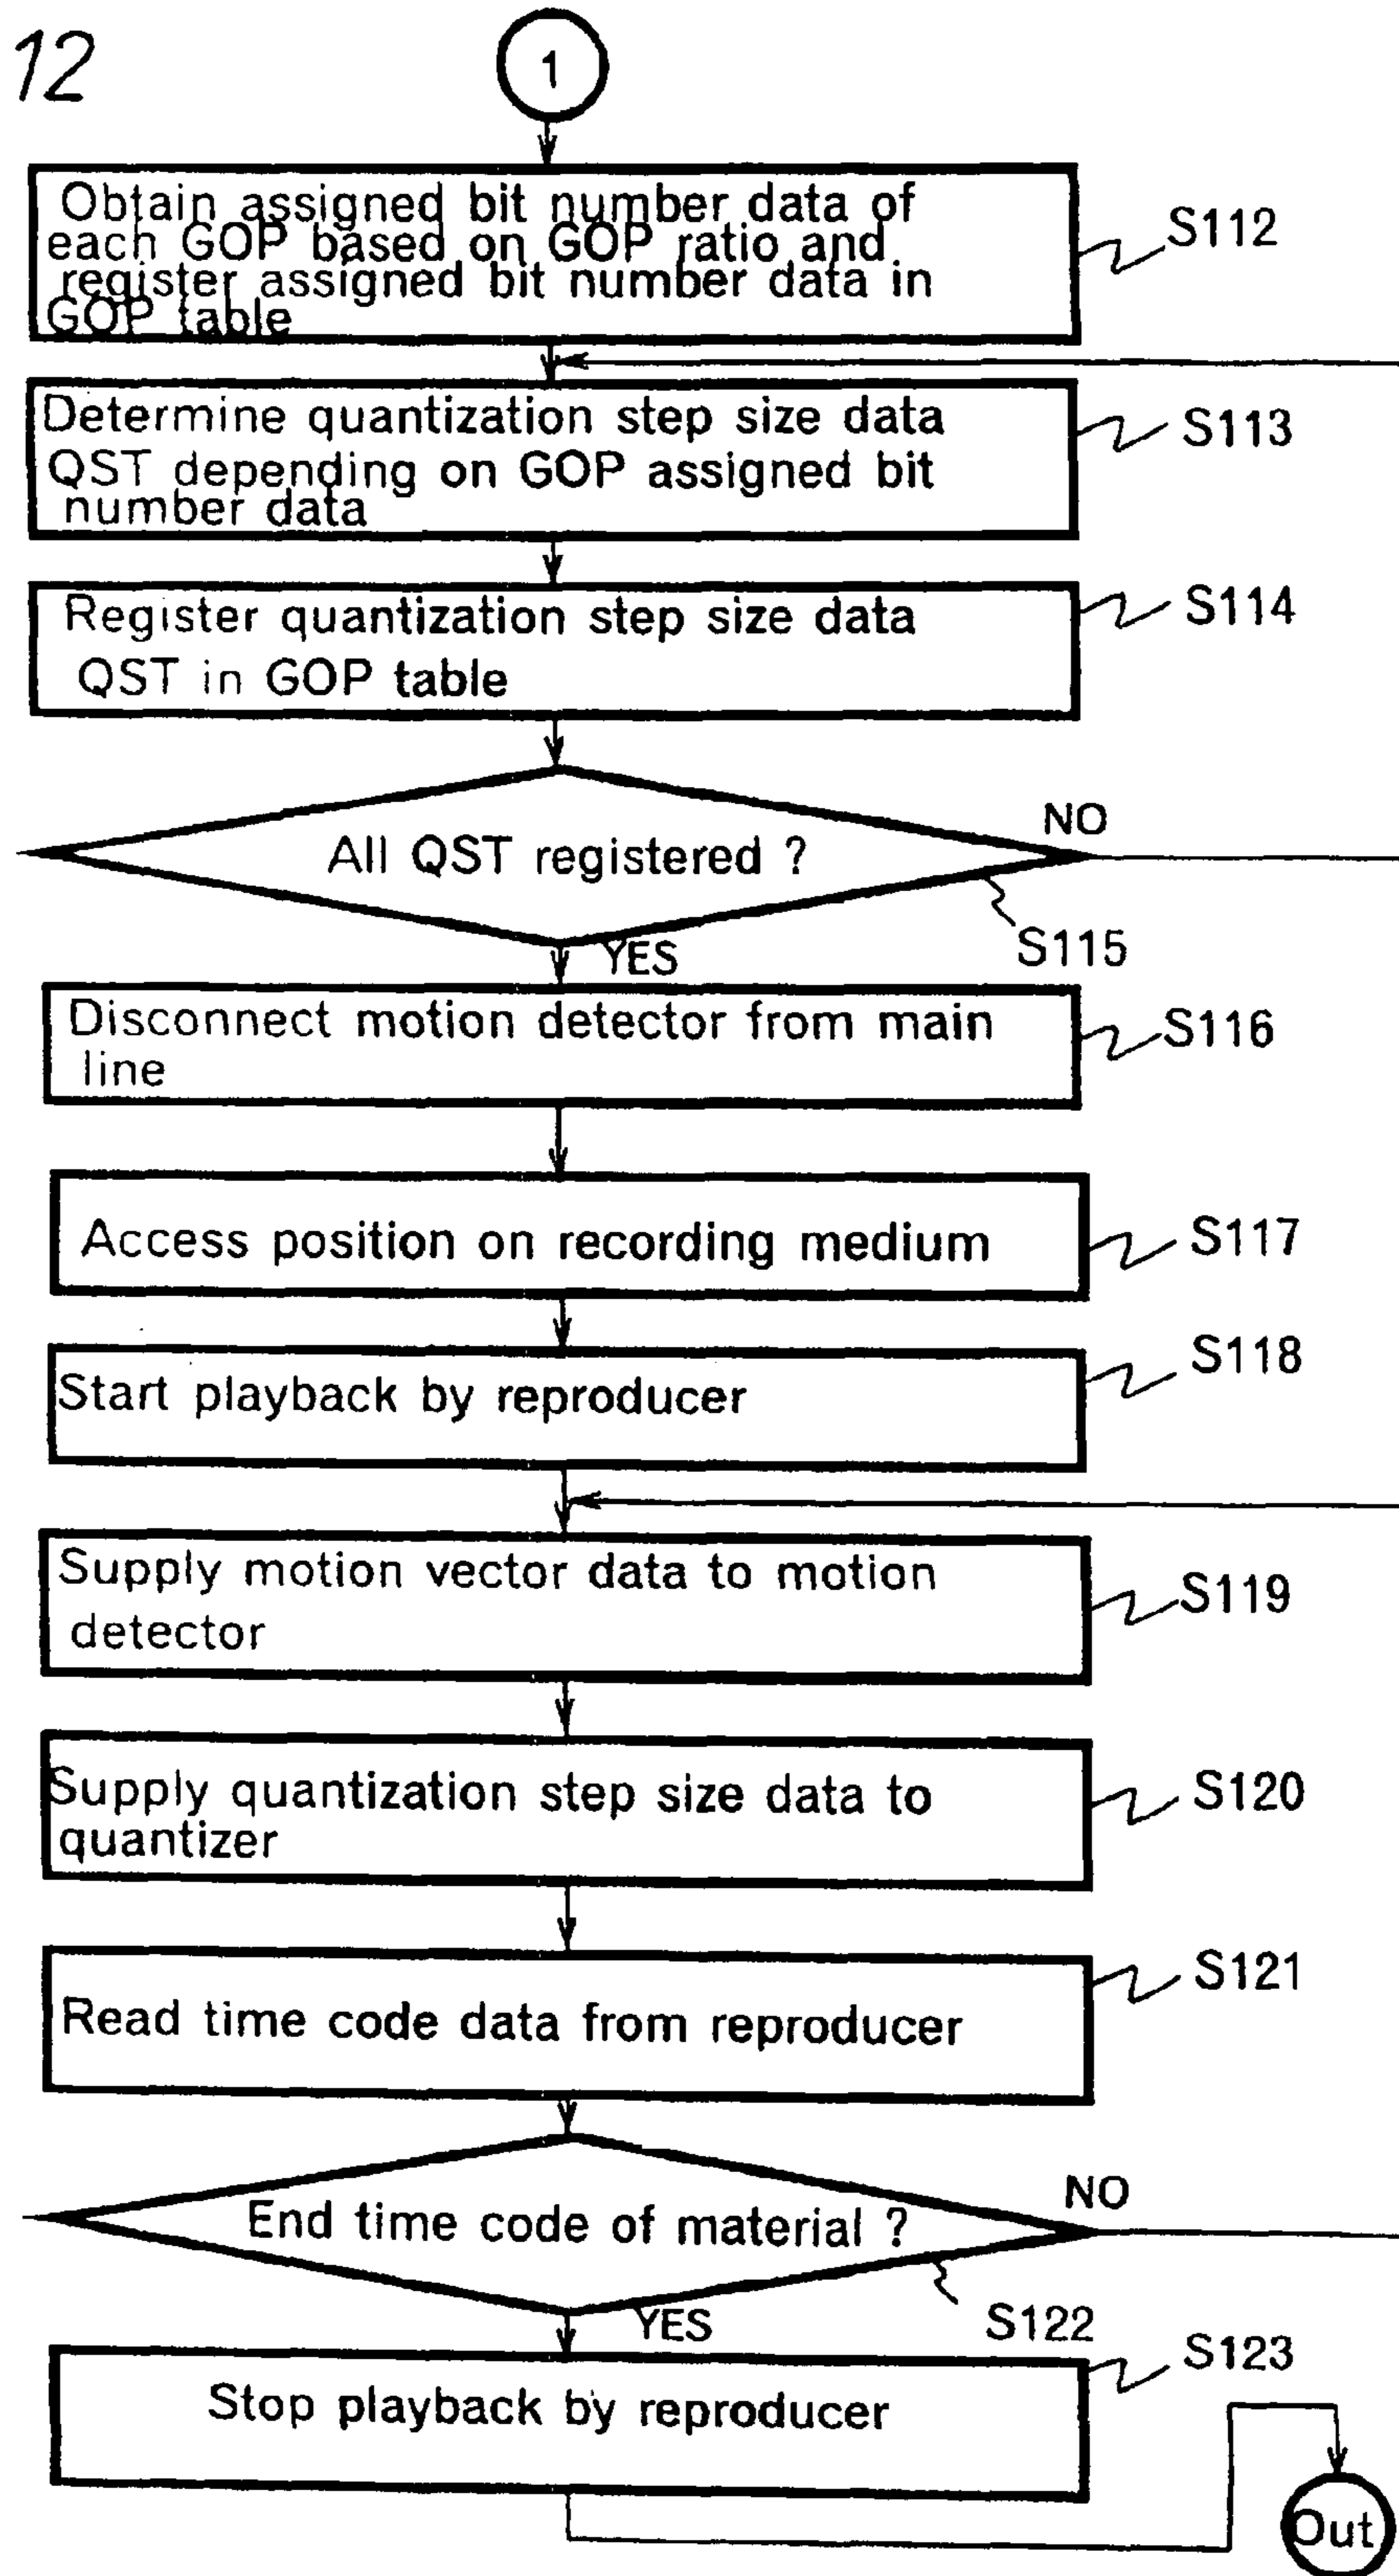 12
1
Obtain assigned bit number data of
each GOP based on GOP ratio and
register assigned bit number data in
GOP table
S112
Determine quantization step size data
QST depending on GOP assigned bit
number data
S113
Register quantization step size data
QST in GOP table
S114
All QST registered ?
NO
S115
YES
Disconnect motion detector from main
line
S116
Access position on recording medium
S117
Start playback by reproducer
S118
Supply motion vector data to motion
detector
S119
Supply quantization step size data to
quantizer
S120
Read time code data from reproducer
S121
End time code of material ?
NO
S122
YES
Stop playback by reproducer
S123
Out